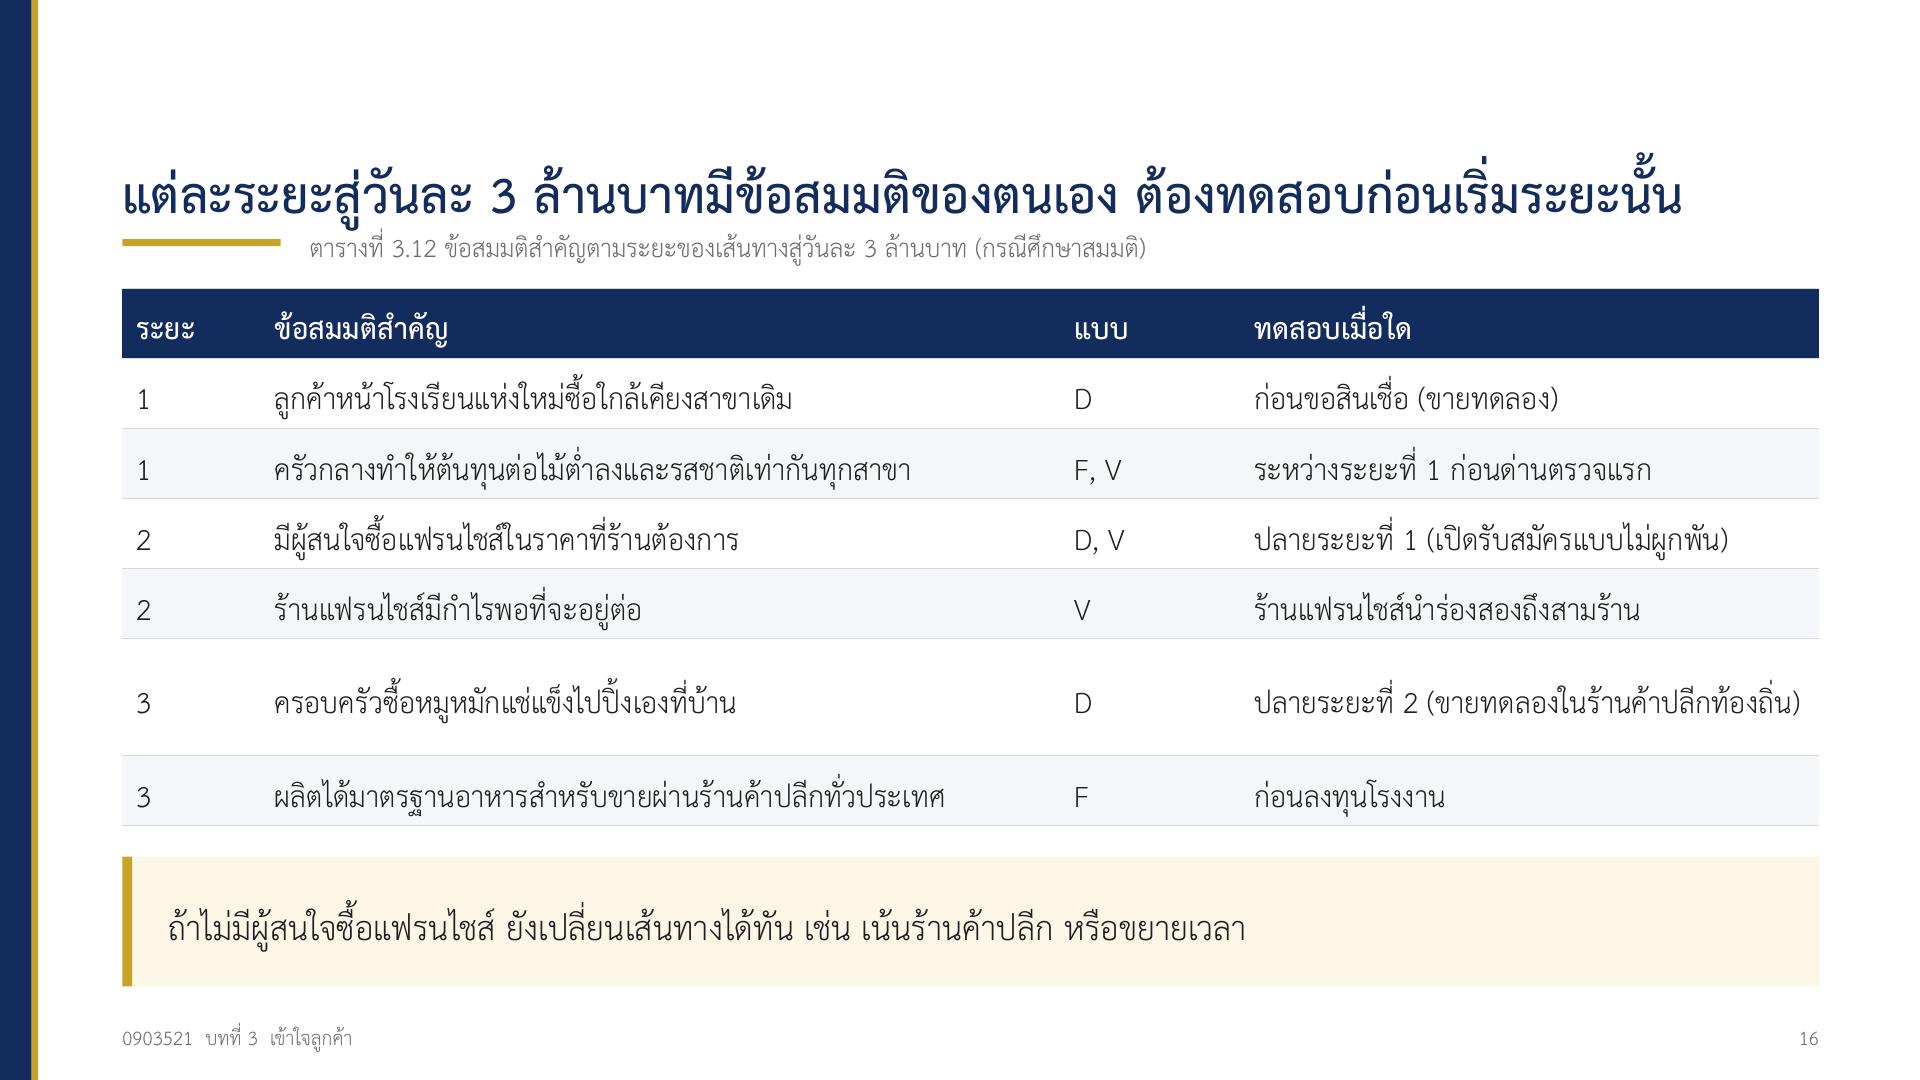 แต่ละระยะสู่วันละ 3 ล้านบาทมีข้อสมมติของตนเอง ต้องทดสอบก่อนเริ่มระยะนั้น
ตารางที่ 3.12 ข้อสมมติสำคัญตามระยะของเส้นทางสู่วันละ 3 ล้านบาท (กรณีศึกษาสมมติ)
ระยะ ข้อสมมติสำคัญ แบบ ทดสอบเมื่อใด
1 ลูกค้าหน้าโรงเรียนแห่งใหม่ซื้อใกล้เคียงสาขาเดิม D ก่อนขอสินเชื่อ (ขายทดลอง)
1 ครัวกลางทำให้ต้นทุนต่อไม้ต่ำลงและรสชาติเท่ากันทุกสาขา F, V ระหว่างระยะที่ 1 ก่อนด่านตรวจแรก
2 มีผู้สนใจซื้อแฟรนไชส์ในราคาที่ร้านต้องการ D, V ปลายระยะที่ 1 (เปิดรับสมัครแบบไม่ผูกพัน)
2 ร้านแฟรนไชส์มีกำไรพอที่จะอยู่ต่อ V ร้านแฟรนไชส์นำร่องสองถึงสามร้าน
3 ครอบครัวซื้อหมูหมักแช่แข็งไปปิ้งเองที่บ้าน D ปลายระยะที่ 2 (ขายทดลองในร้านค้าปลีกท้องถิ่น)
3 ผลิตได้มาตรฐานอาหารสำหรับขายผ่านร้านค้าปลีกทั่วประเทศ F ก่อนลงทุนโรงงาน
ถ้าไม่มีผู้สนใจซื้อแฟรนไชส์ ยังเปลี่ยนเส้นทางได้ทัน เช่น เน้นร้านค้าปลีก หรือขยายเวลา
0903521 บทที่ 3 เข้าใจลูกค้า 16